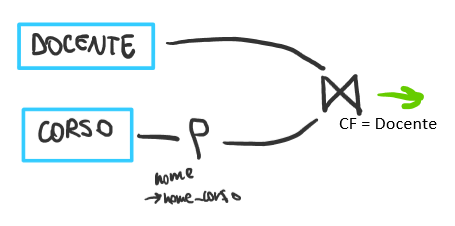 DOCENTE
CORSO
ρ
nome
→nome_corso
⋈
CF = Docente